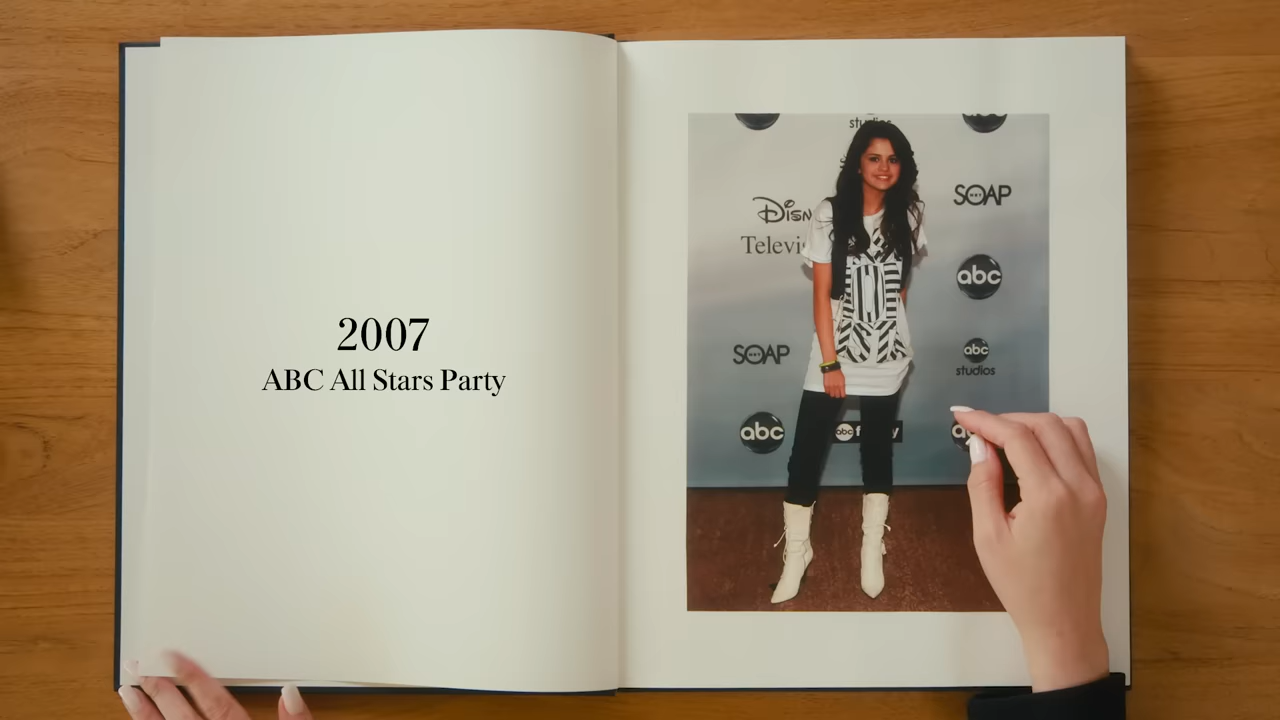 2007
ABC All Stars Party
studios
Disn
Televi
SOAP
abc
SOAP
abc
studios
abc
abc